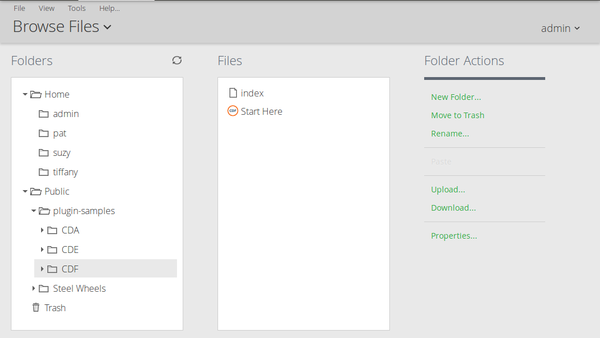 File View Tools Help...
Browse Files
admin
Folders
Home
admin
pat
suzy
tiffany
Public
plugin-samples
CDA
CDE
CDF
Steel Wheels
Trash
Files
index
CDF Start Here
Folder Actions
New Folder...
Move to Trash
Rename...
Paste
Upload...
Download...
Properties...